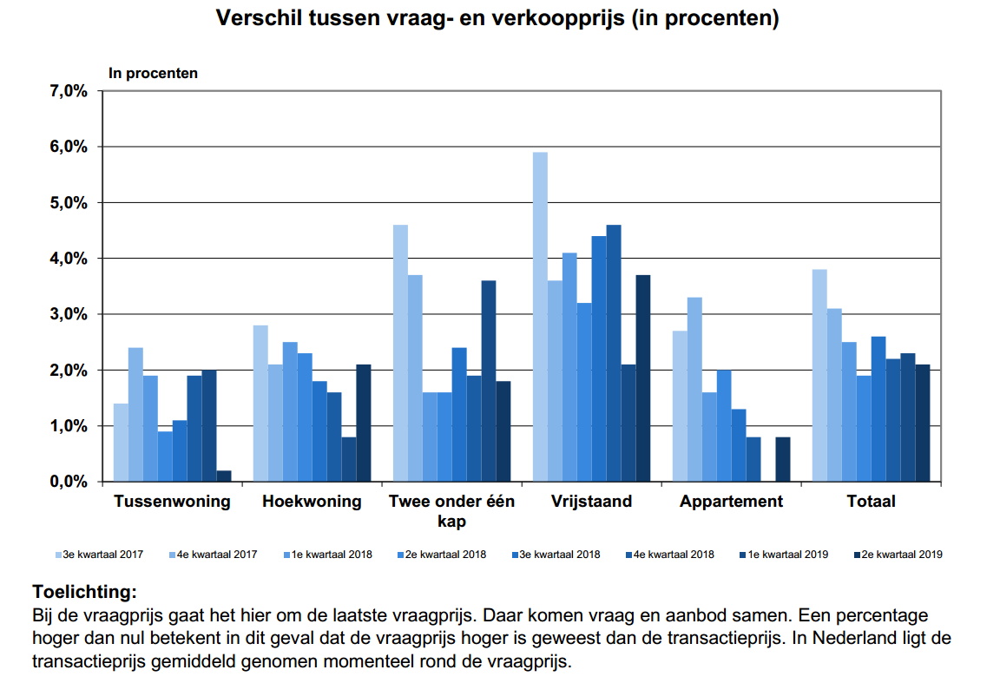 Verschil tussen vraag- en verkoopprijs (in procenten)
In procenten
7,0%
6,0%
5,0%
4,0%
3,0%
2,0%
1,0%
0,0%
Tussenwoning Hoekwoning Twee onder één Vrijstaand Appartement Totaal
kap
3e kwartaal 2017 4e kwartaal 2017 1e kwartaal 2018 2e kwartaal 2018 3e kwartaal 2018 4e kwartaal 2018 1e kwartaal 2019 2e kwartaal 2019
Toelichting:
Bij de vraagprijs gaat het hier om de laatste vraagprijs. Daar komen vraag en aanbod samen. Een percentage
hoger dan nul betekent in dit geval dat de vraagprijs hoger is geweest dan de transactieprijs. In Nederland ligt de
transactieprijs gemiddeld genomen momenteel rond de vraagprijs.